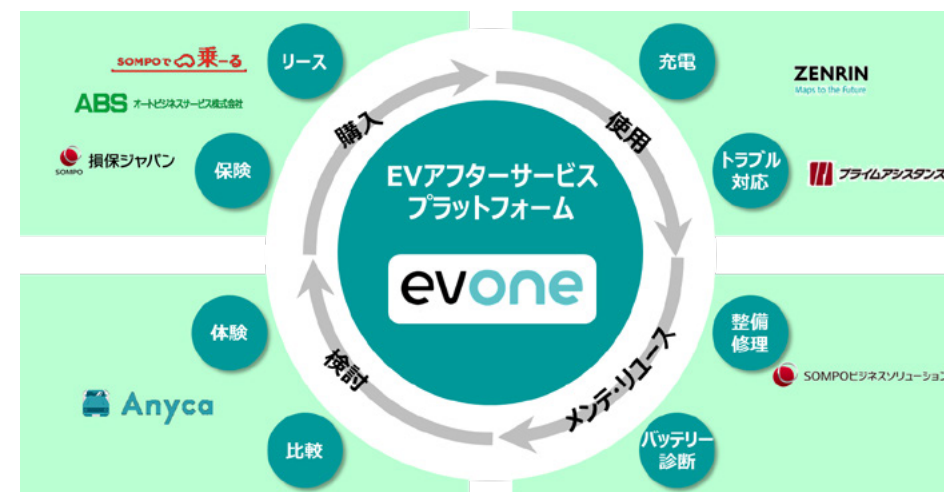 SOMPOで乗ーる
リース
ABS オートビジネスサービス株式会社
損保ジャパン
SOMPO
保険
購入
充電
ZENRIN
Maps to the Future
使用
トラブル
対応
プライムアシスタンス
EVアフターサービス
プラットフォーム
evone
体験
Anyca
検討
比較
整備
修理
SOMPOビジネスソリューション
メンテ・リユース
バッテリー
診断